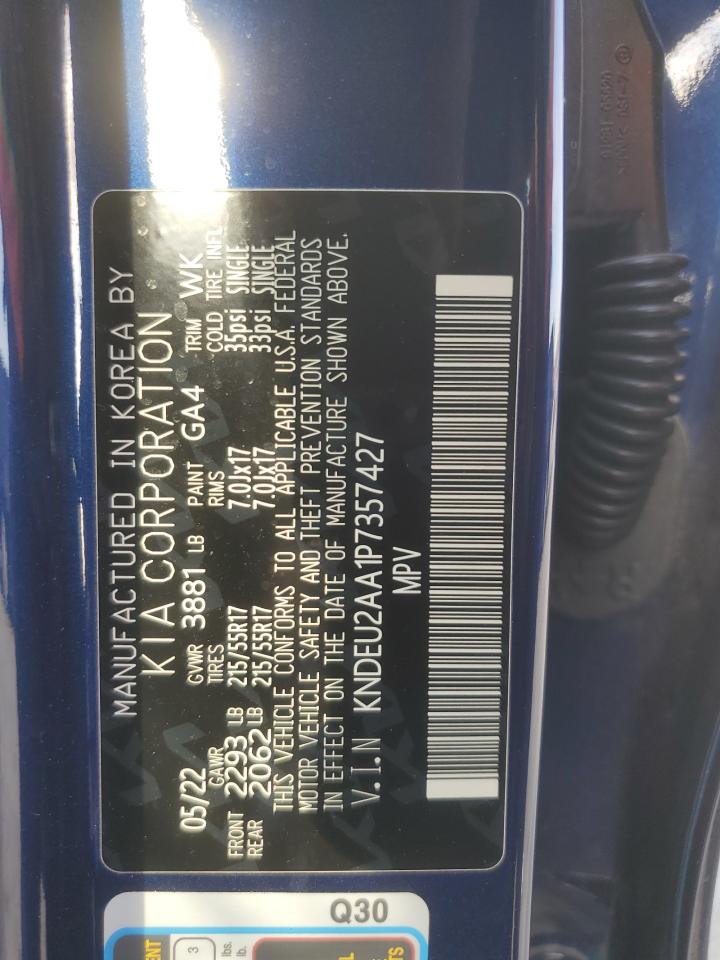 MANUFACTURED IN KOREA BY
KIA CORPORATION
05/22 GVWR 3881 LB PAINT GA4 TRIM WK
GAWR TIRES RIMS COLD TIRE INFL
FRONT 2293 LB 215/55R17 7.0Jx17 35psi SINGLE
REAR 2062 LB 215/55R17 7.0Jx17 33psi SINGLE
THIS VEHICLE CONFORMS TO ALL APPLICABLE U.S.A. FEDERAL
MOTOR VEHICLE SAFETY AND THEFT PREVENTION STANDARDS
IN EFFECT ON THE DATE OF MANUFACTURE SHOWN ABOVE.
V.I.N KNDEU2AA1P7357427
MPV
Q30
3
lbs.
lb.